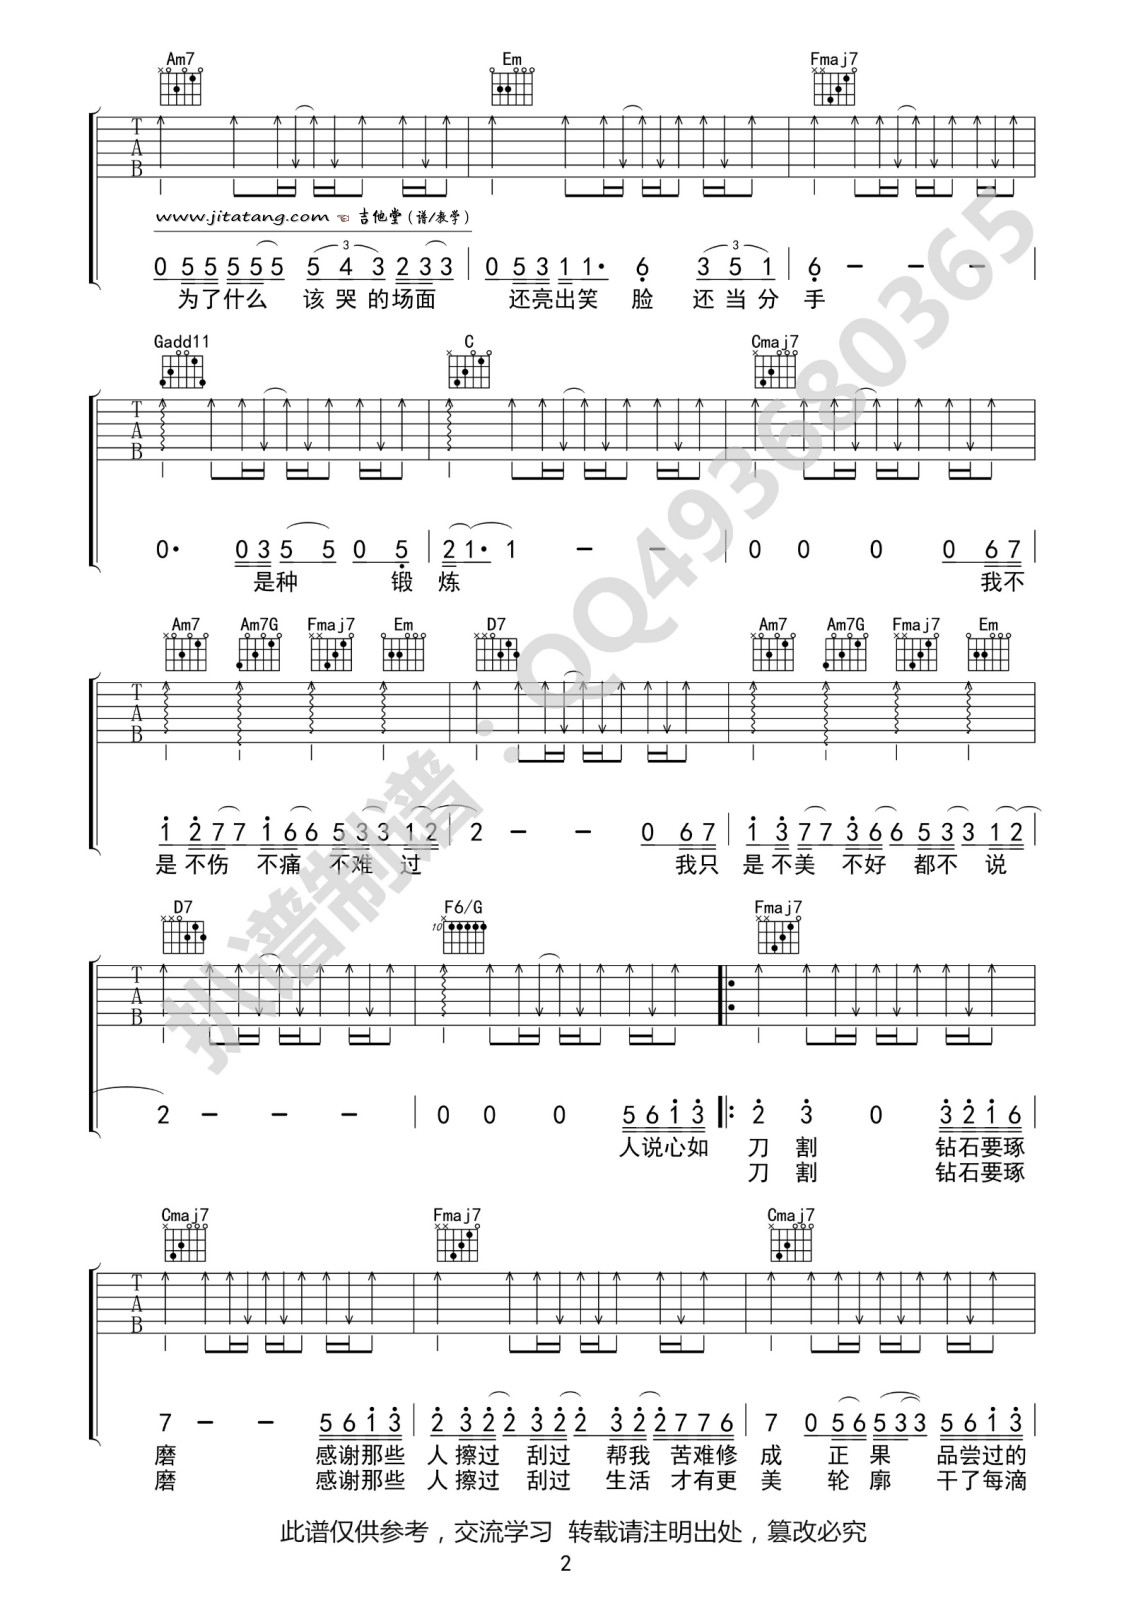 Am7 Em Fmaj7
T
A
B
www.jitatang.com ☜ 吉他堂(谱/教学)
0 5 5 5 5 5 5 4 3 2 3 3 | 0 5 3 1 1· 6 3 5 1 | 6 － － －
3 3
为了什么 该哭的场面 还亮出笑 脸 还当分 手
Gadd11 C Cmaj7
T
A
B
0· 0 3 5 5 0 5 | 2 1· 1 － － | 0 0 0 0 6 7 |
是种 锻 炼 我不
Am7 Am7G Fmaj7 Em D7 Am7 Am7G Fmaj7 Em
T
A
B
1 2 7 7 1 6 6 5 3 3 1 2 | 2 － － 0 6 7 | 1 3 7 7 3 6 6 5 3 3 1 2
是 不伤 不痛 不难 过 我只 是 不美 不好 都不 说
D7 F6/G Fmaj7
10
T
A
B
2 － － － | 0 0 0 5 6 1 3 |: 2 3 0 3 2 1 6 |
人说心如 刀 割 钻石要琢
刀 割 钻石要琢
Cmaj7 Fmaj7 Cmaj7
T
A
B
7 － － 5 6 1 3 | 2 3 2 2 3 2 2 3 2 2 7 7 6 | 7 0 5 6 5 3 3 5 6 1 3 |
磨 感谢那些 人 擦过 刮过 帮我 苦难修 成 正 果 品尝过的
磨 感谢那些 人 擦过 刮过 生活 才有更 美 轮 廓 干了每滴
此谱仅供参考，交流学习 转载请注明出处，篡改必究
2
扒谱制谱：QQ493680365